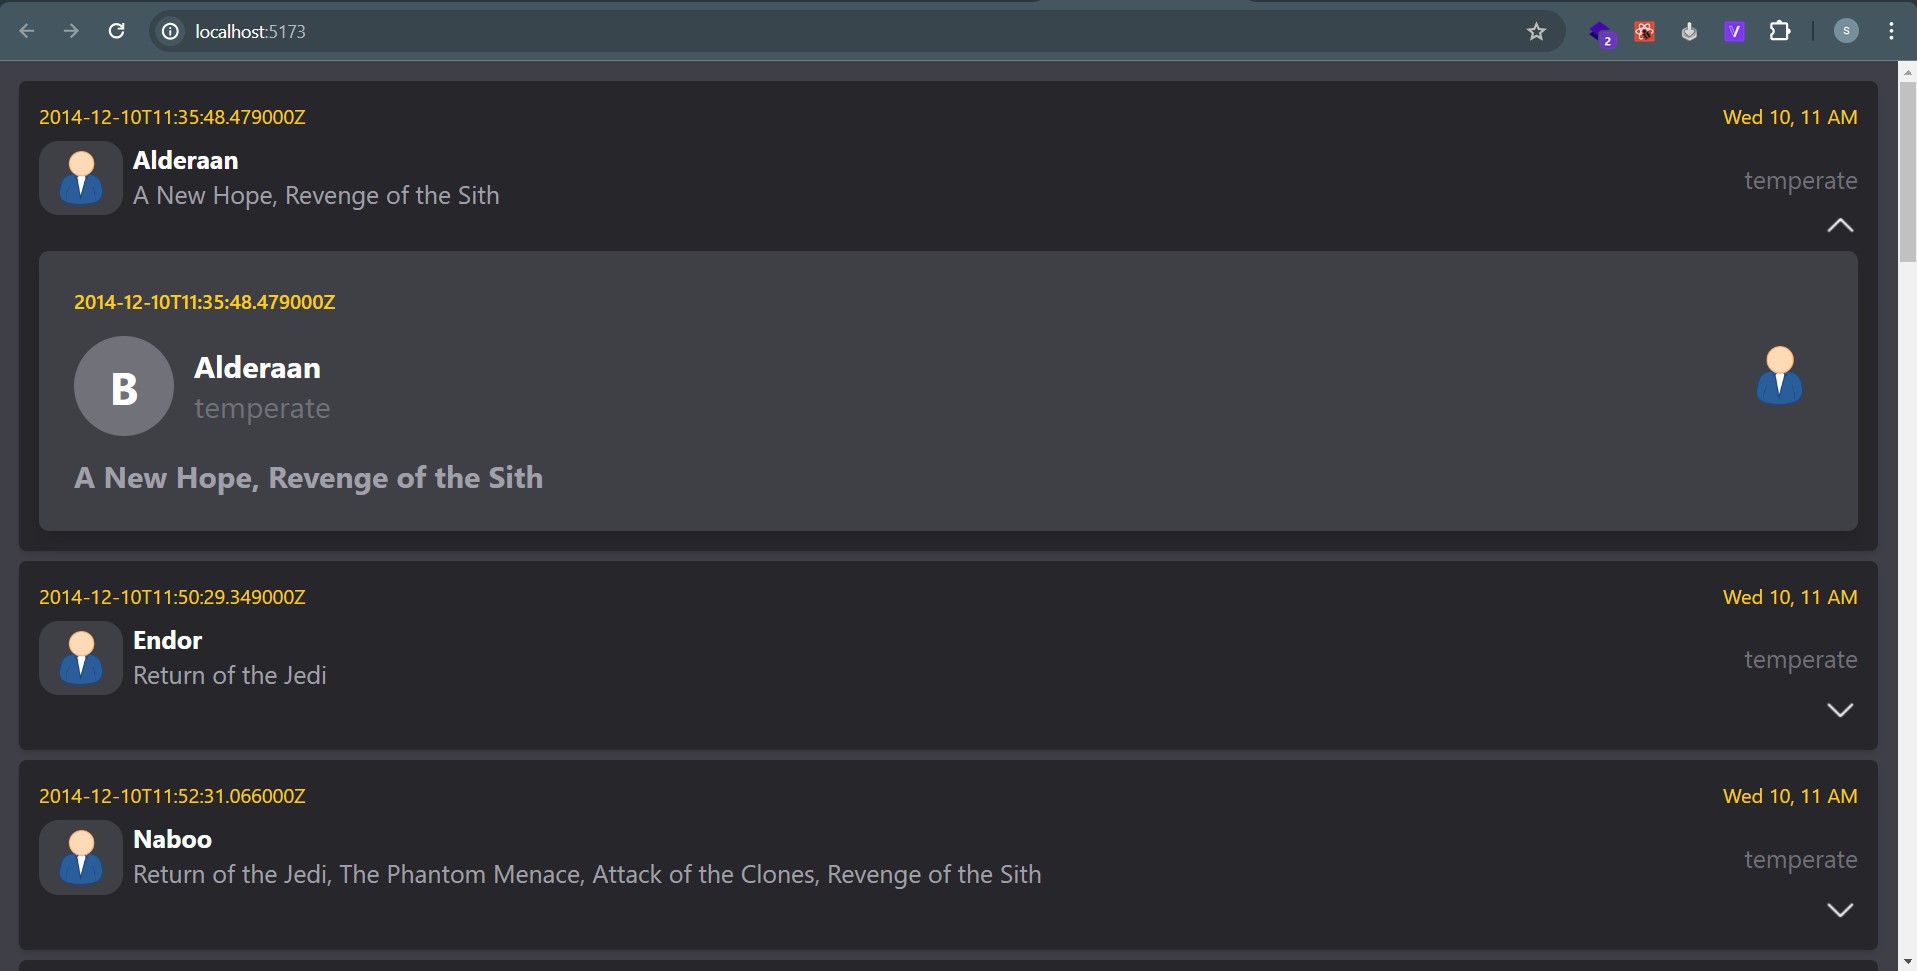 localhost:5173
2
V
S
2014-12-10T11:35:48.479000Z
Wed 10, 11 AM
Alderaan
A New Hope, Revenge of the Sith
temperate
2014-12-10T11:35:48.479000Z
B
Alderaan
temperate
A New Hope, Revenge of the Sith
2014-12-10T11:50:29.349000Z
Wed 10, 11 AM
Endor
Return of the Jedi
temperate
2014-12-10T11:52:31.066000Z
Wed 10, 11 AM
Naboo
Return of the Jedi, The Phantom Menace, Attack of the Clones, Revenge of the Sith
temperate